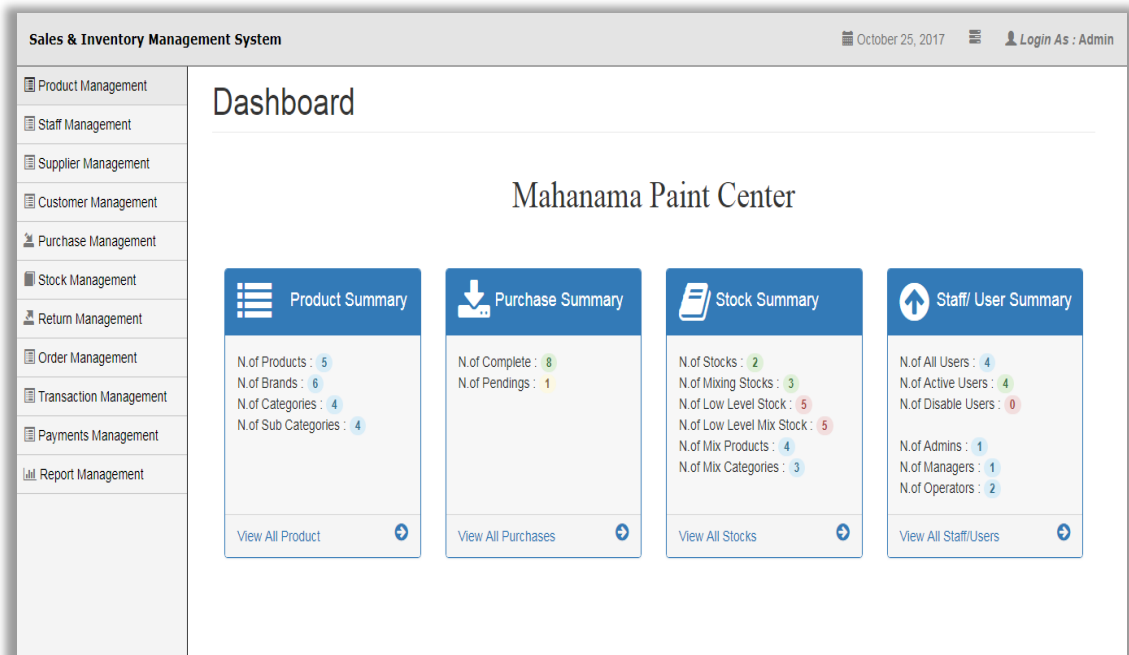 Sales & Inventory Management System
October 25, 2017
Login As : Admin
Product Management
Staff Management
Supplier Management
Customer Management
Purchase Management
Stock Management
Return Management
Order Management
Transaction Management
Payments Management
Report Management
Dashboard
Mahanama Paint Center
Product Summary
N.of Products : 5
N.of Brands : 6
N.of Categories : 4
N.of Sub Categories : 4
View All Product
Purchase Summary
N.of Complete : 8
N.of Pendings : 1
View All Purchases
Stock Summary
N.of Stocks : 2
N.of Mixing Stocks : 3
N.of Low Level Stock : 5
N.of Low Level Mix Stock : 5
N.of Mix Products : 4
N.of Mix Categories : 3
View All Stocks
Staff/ User Summary
N.of All Users : 4
N.of Active Users : 4
N.of Disable Users : 0
N.of Admins : 1
N.of Managers : 1
N.of Operators : 2
View All Staff/Users